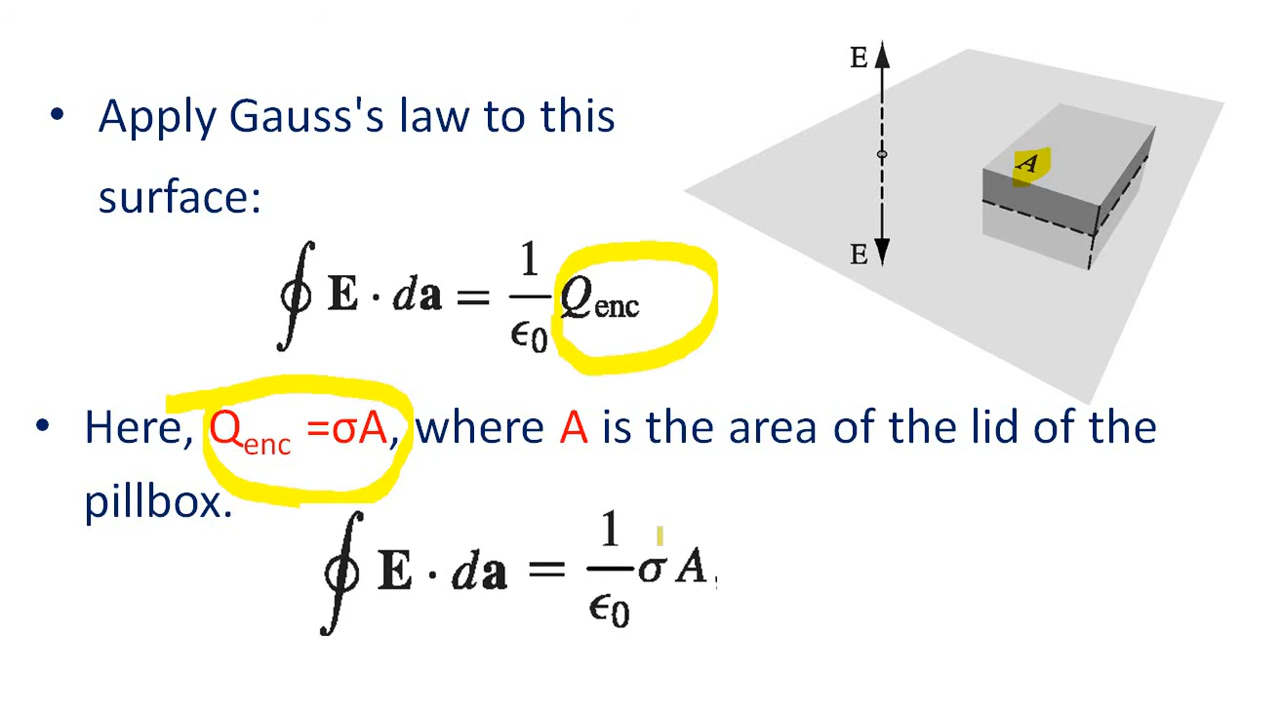 • Apply Gauss's law to this
surface:
∮ E · da = 1/ϵ₀ Qenc
• Here, Qenc =σA, where A is the area of the lid of the
pillbox.
∮ E · da = 1/ϵ₀ σ A,
E
A
E